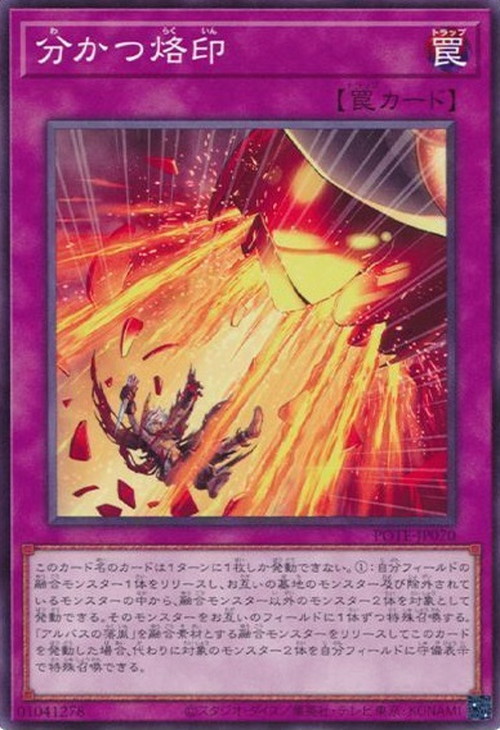 分かつ烙印
罠
【罠カード】
POTE-JP070
このカード名のカードは1ターンに1枚しか発動できない。①:自分フィールドの
融合モンスター1体をリリースし、お互いの墓地のモンスター及び除外されて
いるモンスターの中から、融合モンスター以外のモンスター2体を対象として
発動できる。そのモンスターをお互いのフィールドに1体ずつ特殊召喚する。
「アルバスの落胤」を融合素材とする融合モンスターをリリースしてこのカード
を発動した場合、代わりに対象のモンスター2体を自分フィールドに守備表示
で特殊召喚できる。
01041278
©スタジオ・ダイス/集英社・テレビ東京・KONAMI